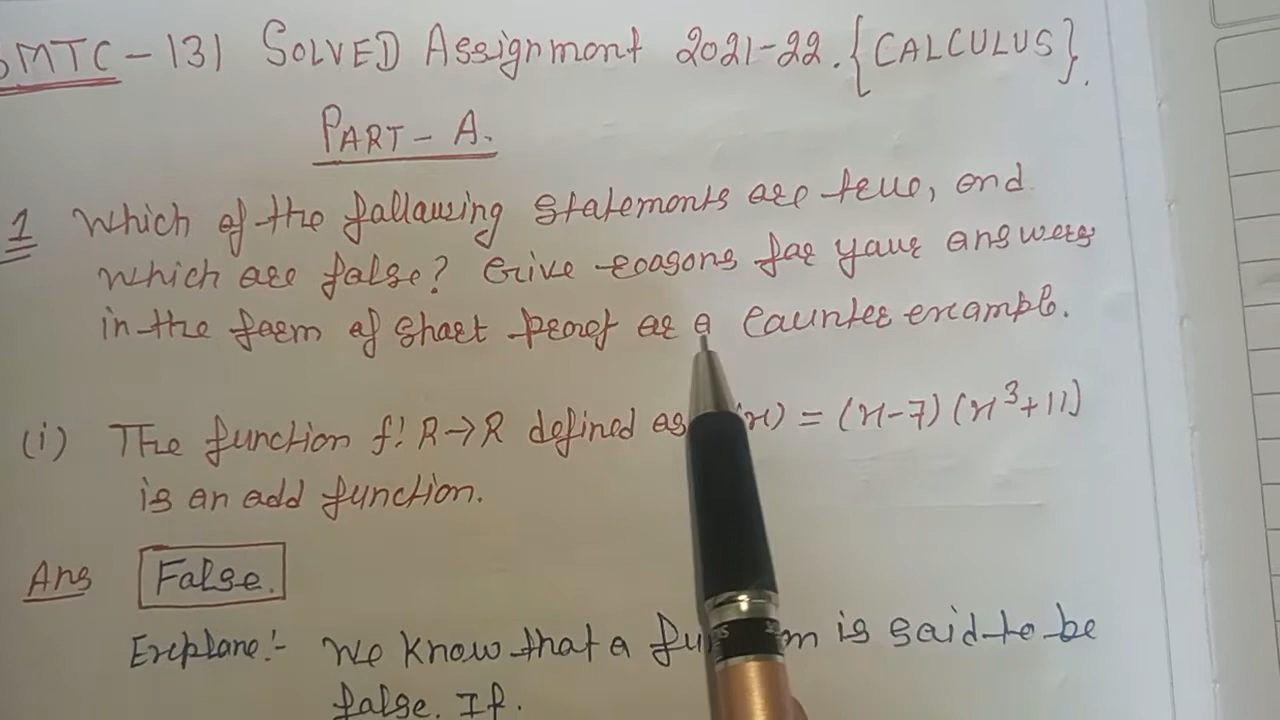 BMTC-131 SOLVED Assignment 2021-22. {CALCULUS}.
PART-A.
1 Which of the following statements are true, and
which are false? Give reasons for your answers
in the form of short proof or a counter example.
(i) The function f: R→R defined as (x) = (x-7) (x³+11)
is an odd function.
Ans False.
Explane:- We know that a fu m is said to be
false. If.